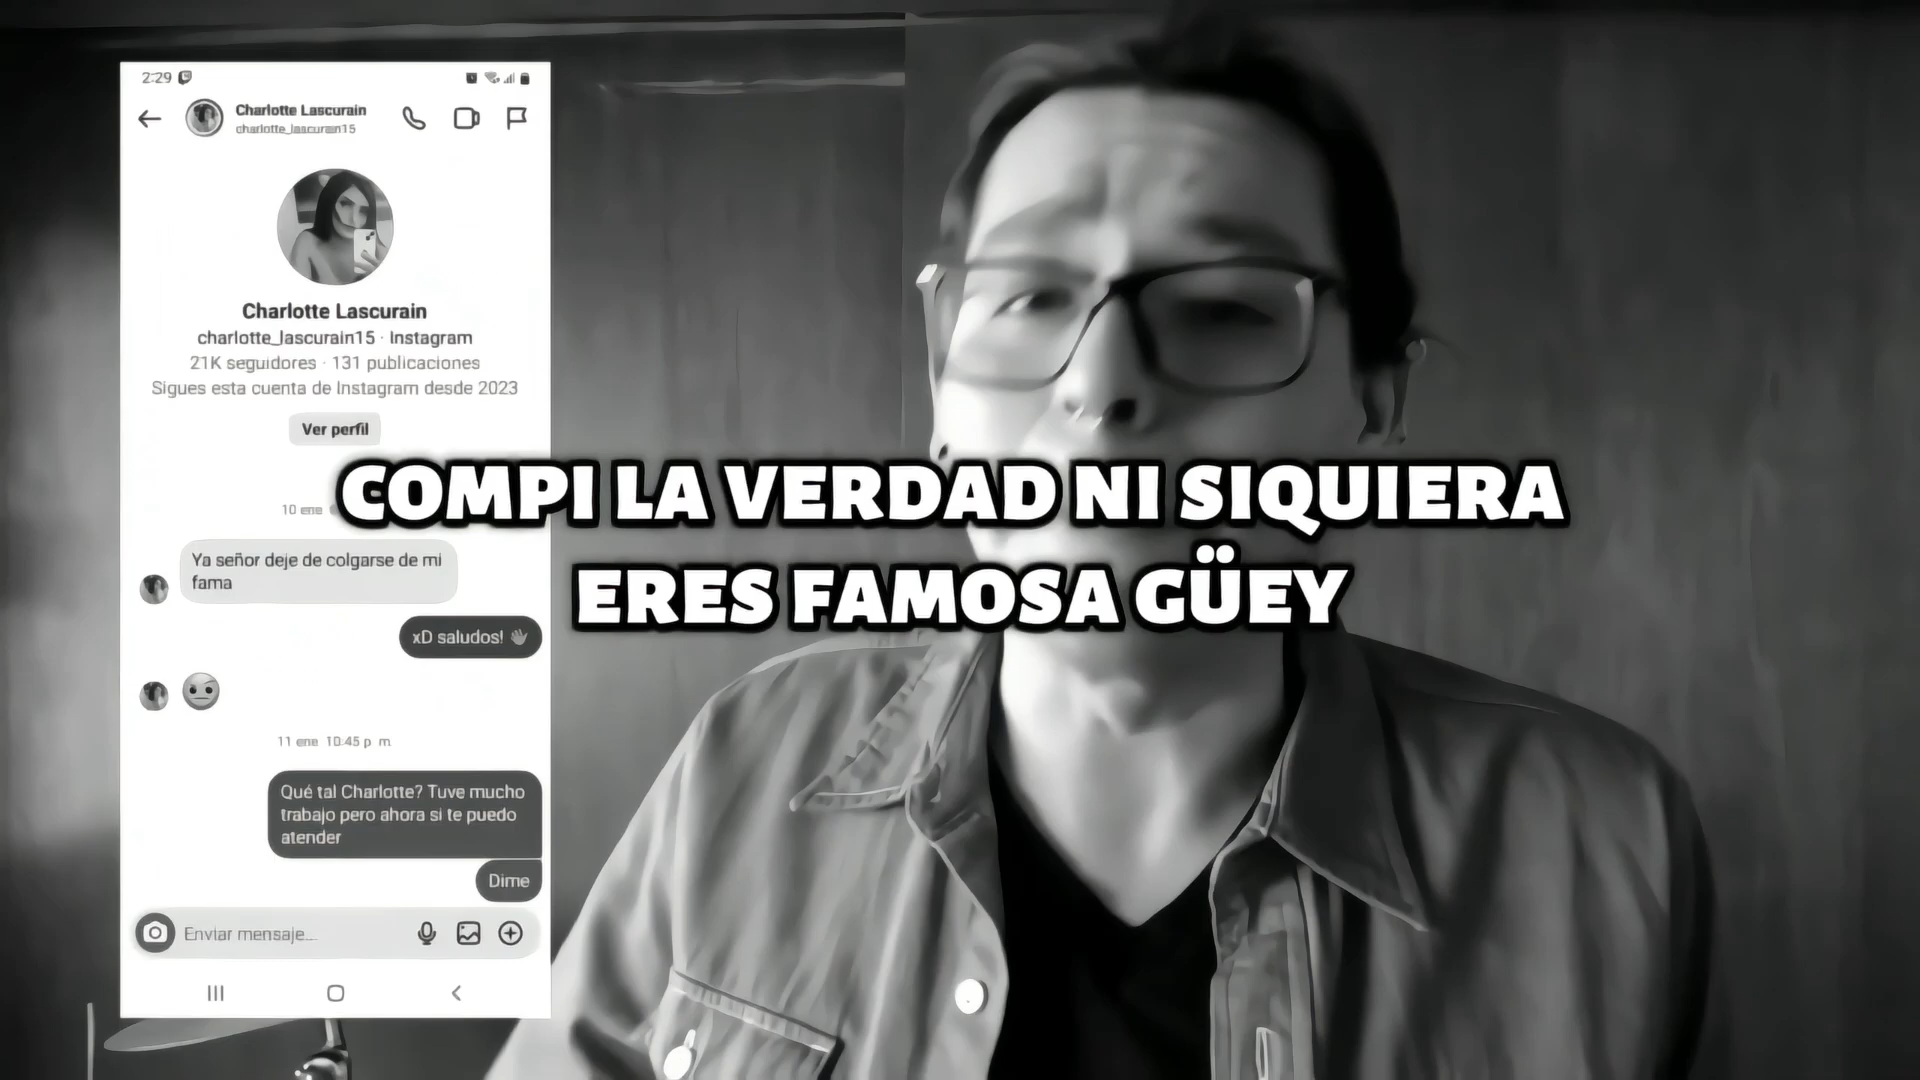 2:29
Charlotte Lascurain
charlotte_lascurain15
Charlotte Lascurain
charlotte_lascurain15 · Instagram
21K seguidores · 131 publicaciones
Sigues esta cuenta de Instagram desde 2023
Ver perfil
10 ene
COMPI LA VERDAD NI SIQUIERA
ERES FAMOSA GÜEY
Ya señor deje de colgarse de mi
fama
xD saludos! 👋
11 ene 10:45 p m
Qué tal Charlotte? Tuve mucho
trabajo pero ahora si te puedo
atender
Dime
Enviar mensaje...